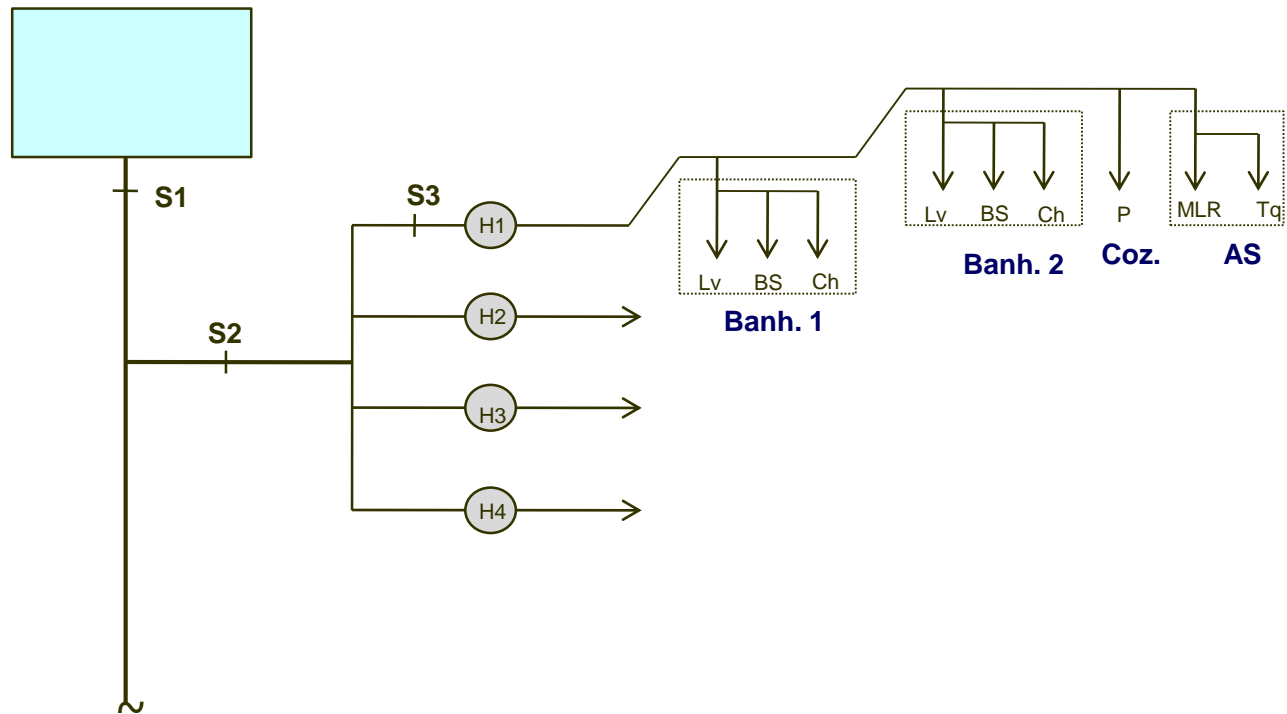 S1
S2
S3
H1
H2
H3
H4
Lv BS Ch
Banh. 1
Lv BS Ch
Banh. 2
P
Coz.
MLR Tq
AS